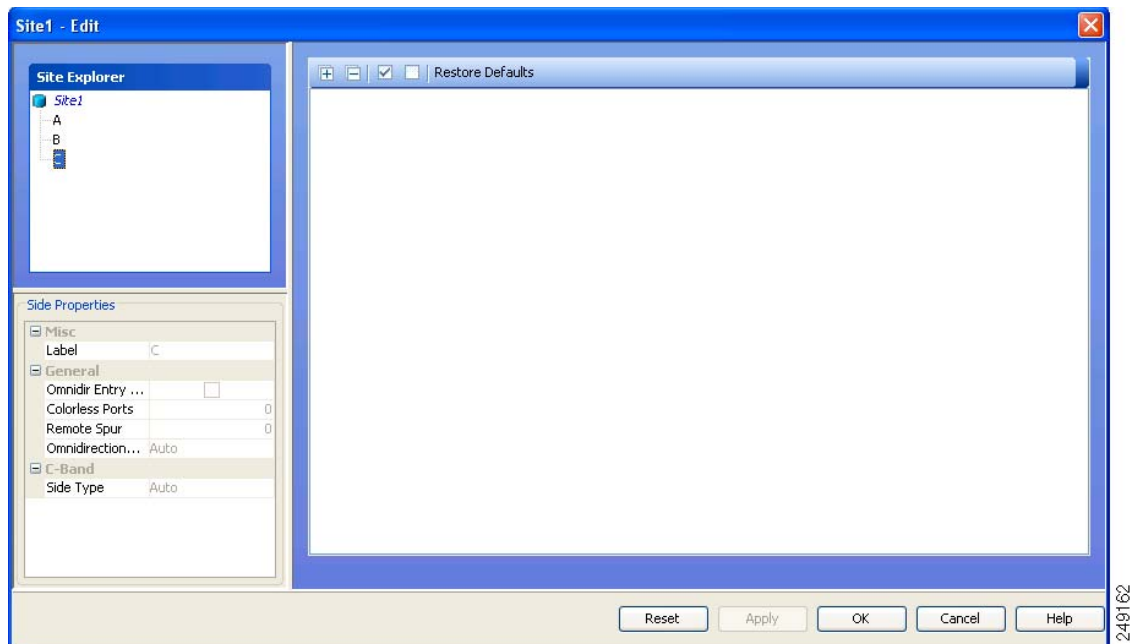 Site1 - Edit
Site Explorer
Site1
A
B
C
Restore Defaults
Side Properties
Misc
Label C
General
Omnidir Entry ...
Colorless Ports 0
Remote Spur 0
Omnidirection... Auto
C-Band
Side Type Auto
Reset Apply OK Cancel Help
249162